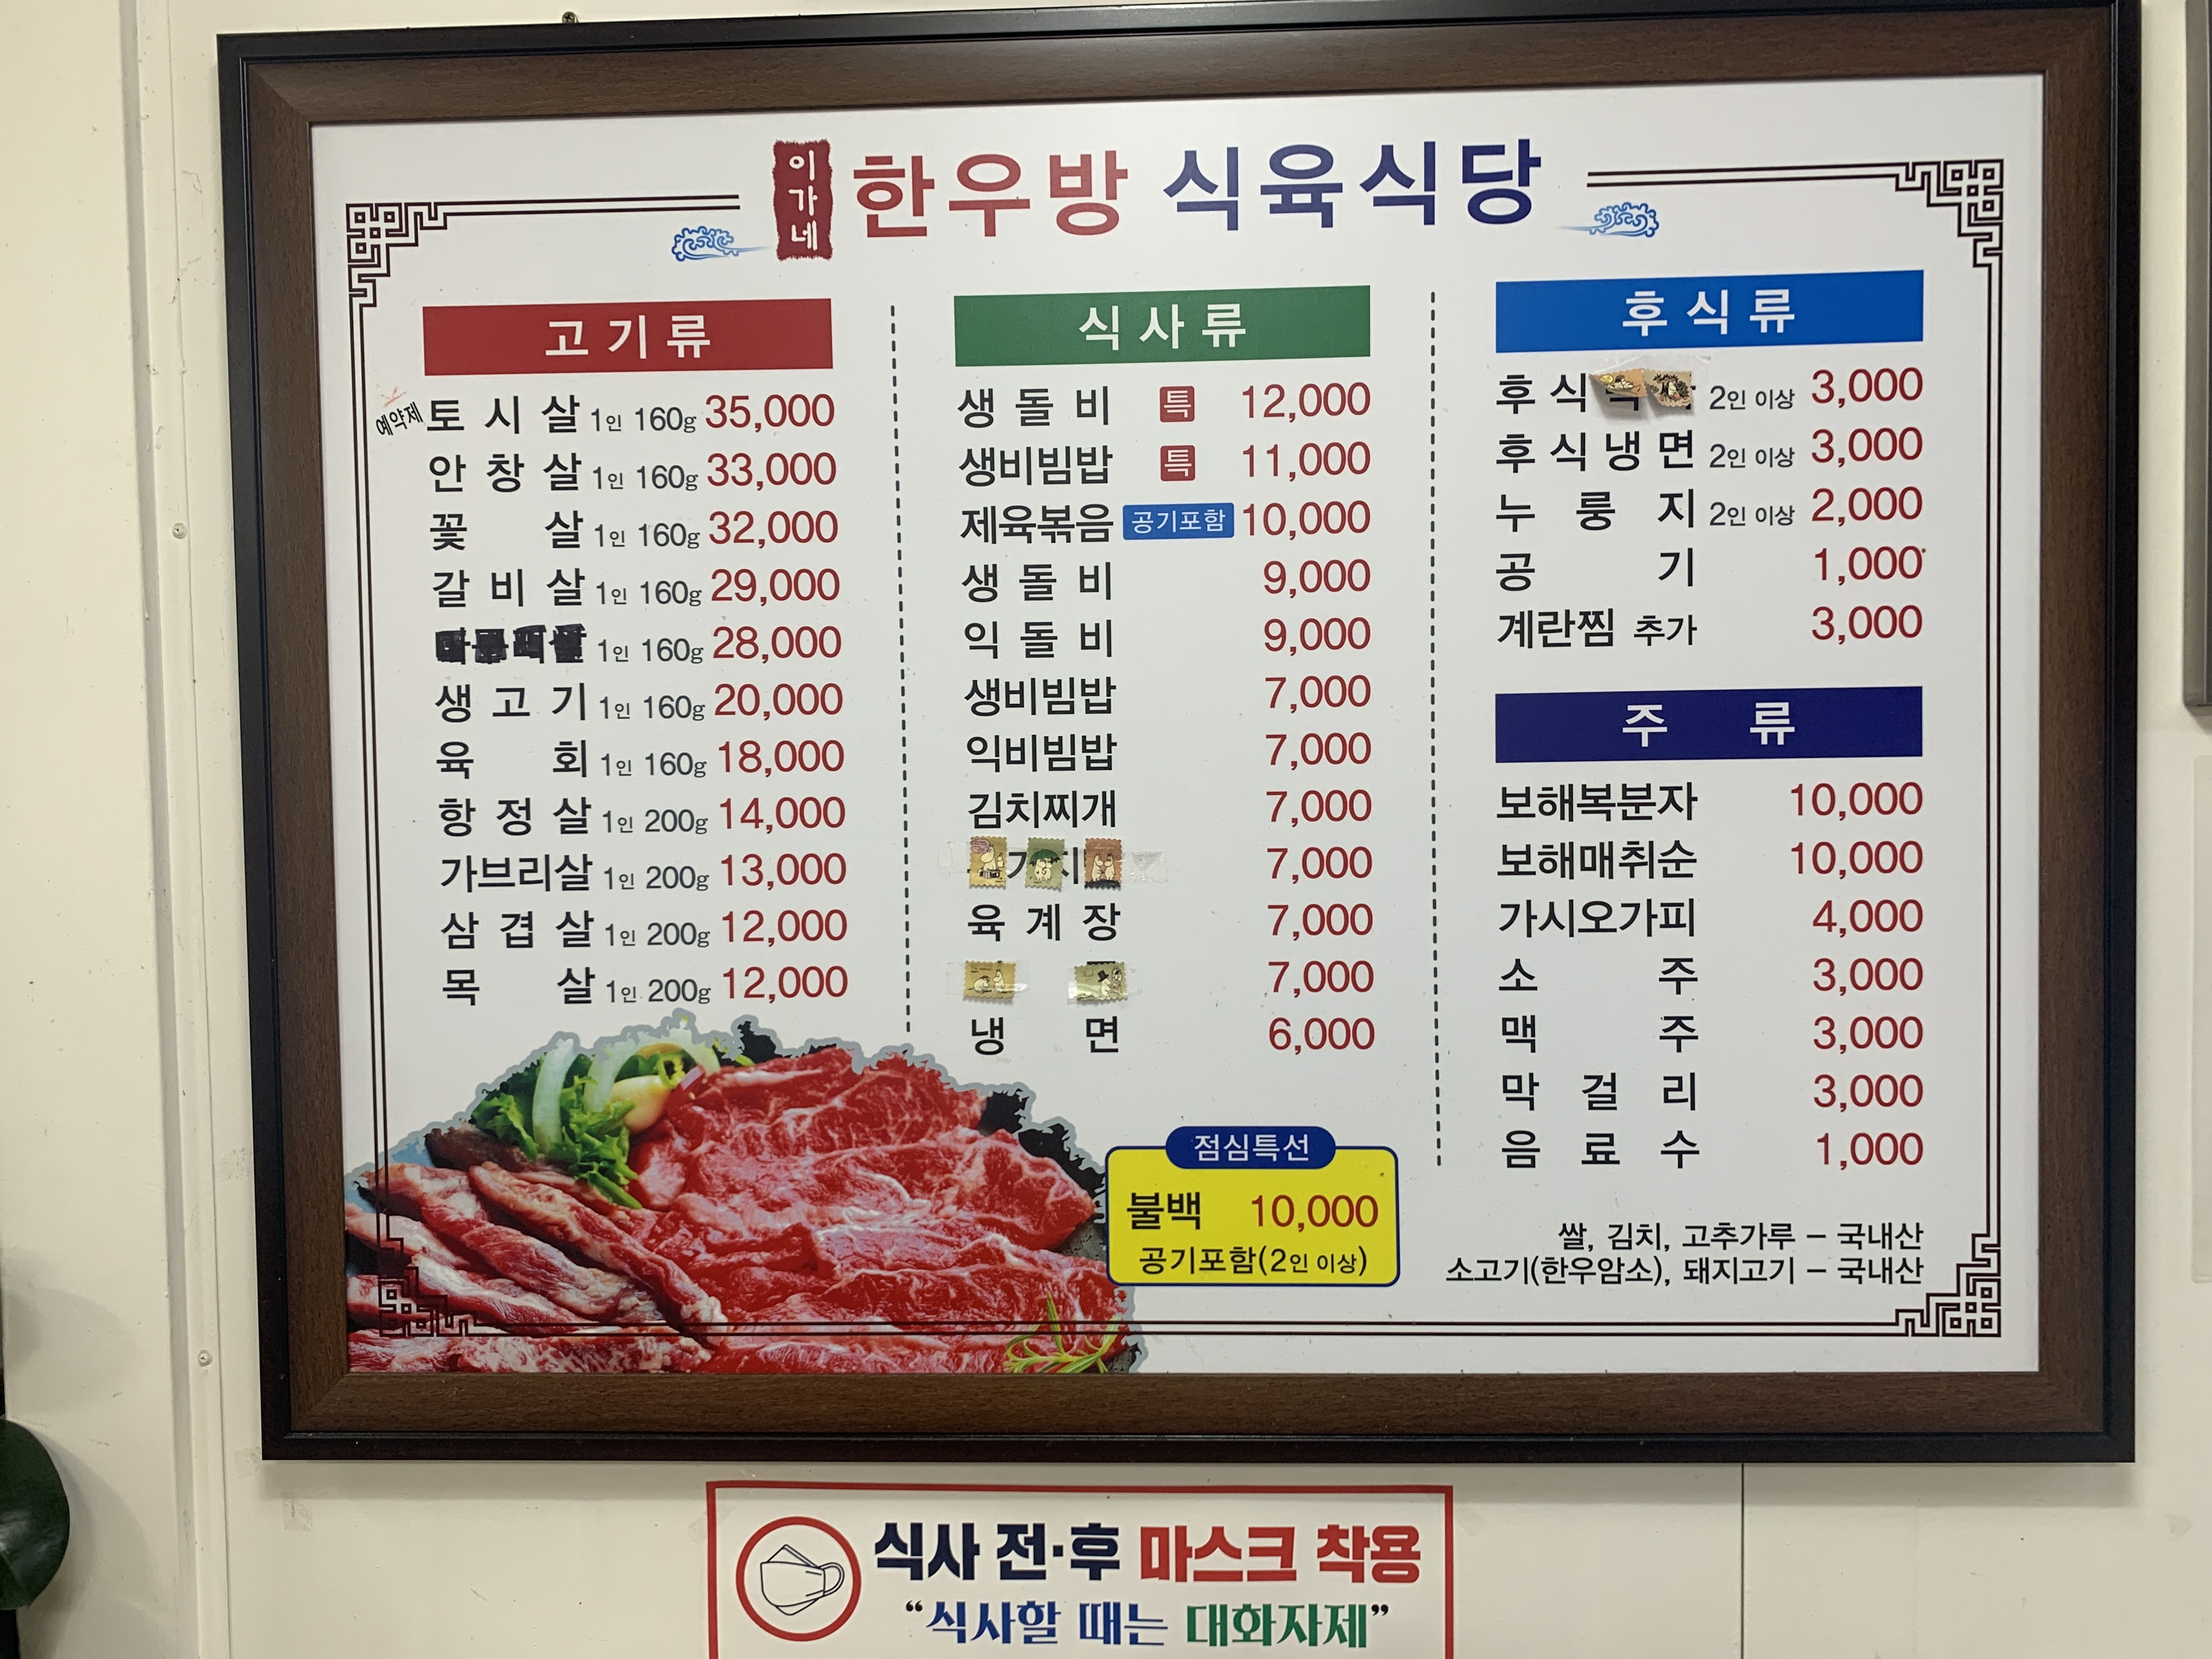 이가네 한우방 식육식당
고기류
예약제 토시살 1인 160g 35,000
안창살 1인 160g 33,000
꽃살 1인 160g 32,000
갈비살 1인 160g 29,000
1인 160g 28,000
생고기 1인 160g 20,000
육회 1인 160g 18,000
항정살 1인 200g 14,000
가브리살 1인 200g 13,000
삼겹살 1인 200g 12,000
목살 1인 200g 12,000
식사류
생돌비 특 12,000
생비빔밥 특 11,000
제육볶음 공기포함 10,000
생돌비 9,000
익돌비 9,000
생비빔밥 7,000
익비빔밥 7,000
김치찌개 7,000
7,000
육계장 7,000
7,000
냉면 6,000
점심특선
불백 10,000
공기포함(2인 이상)
후식류
후식 2인 이상 3,000
후식냉면 2인 이상 3,000
누룽지 2인 이상 2,000
공기 1,000
계란찜 추가 3,000
주류
보해복분자 10,000
보해매취순 10,000
가시오가피 4,000
소주 3,000
맥주 3,000
막걸리 3,000
음료수 1,000
쌀, 김치, 고추가루 – 국내산
소고기(한우암소), 돼지고기 – 국내산
식사 전·후 마스크 착용
“식사할 때는 대화자제”